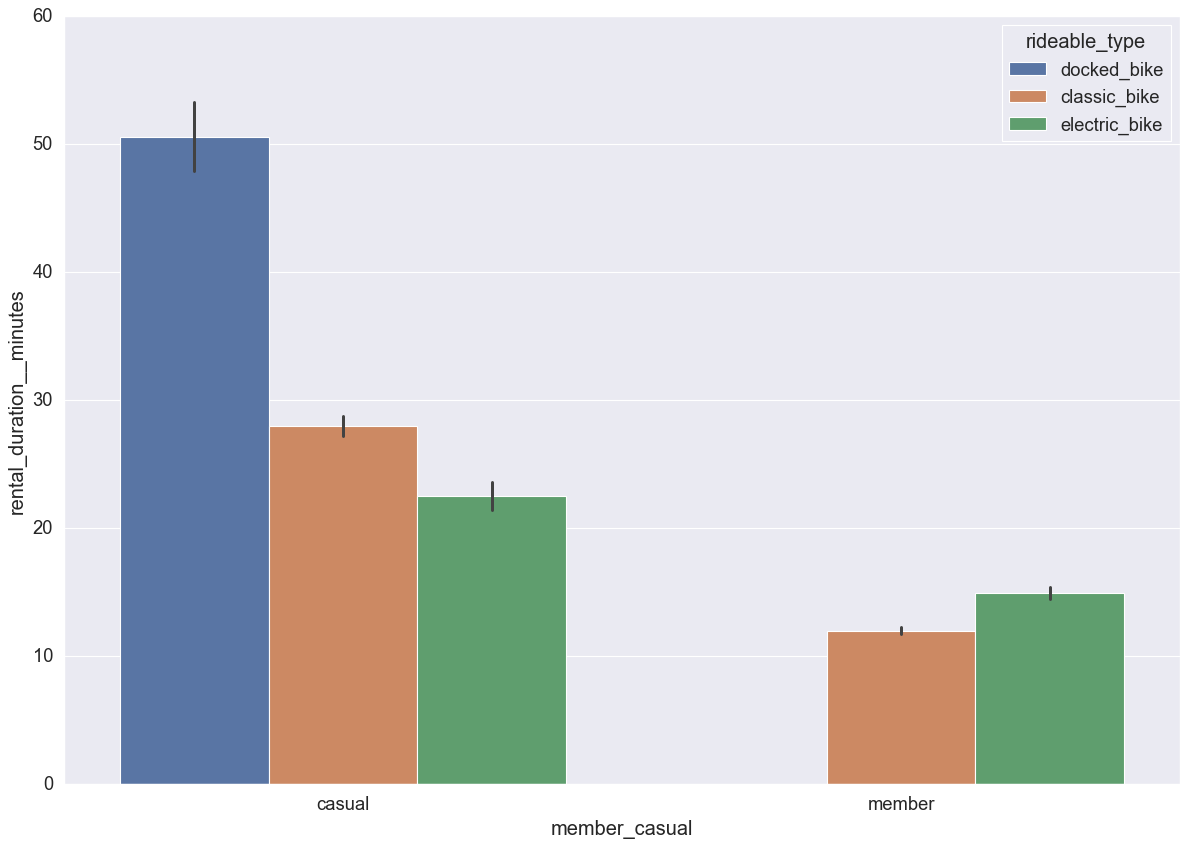 60
50
40
30
20
10
0
rental_duration__minutes
rideable_type
docked_bike
classic_bike
electric_bike
casual
member
member_casual